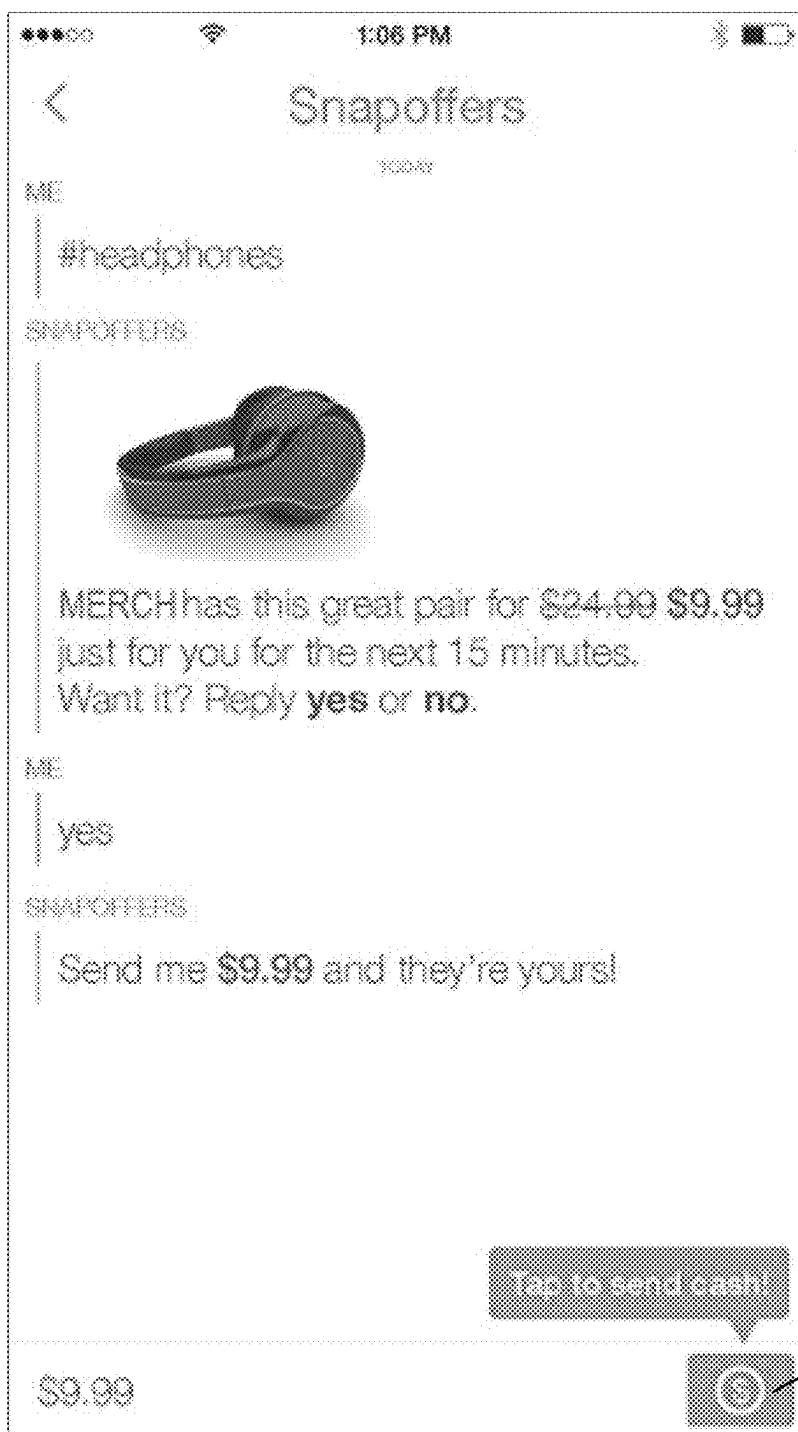 1:06 PM
Snapoffers
TODAY
ME
#headphones
SNAPOFFERS
MERCH has this great pair for $24.99 $9.99
just for you for the next 15 minutes.
Want it? Reply yes or no.
ME
yes
SNAPOFFERS
Send me $9.99 and they're yours!
Tap to send cash!
$9.99
$